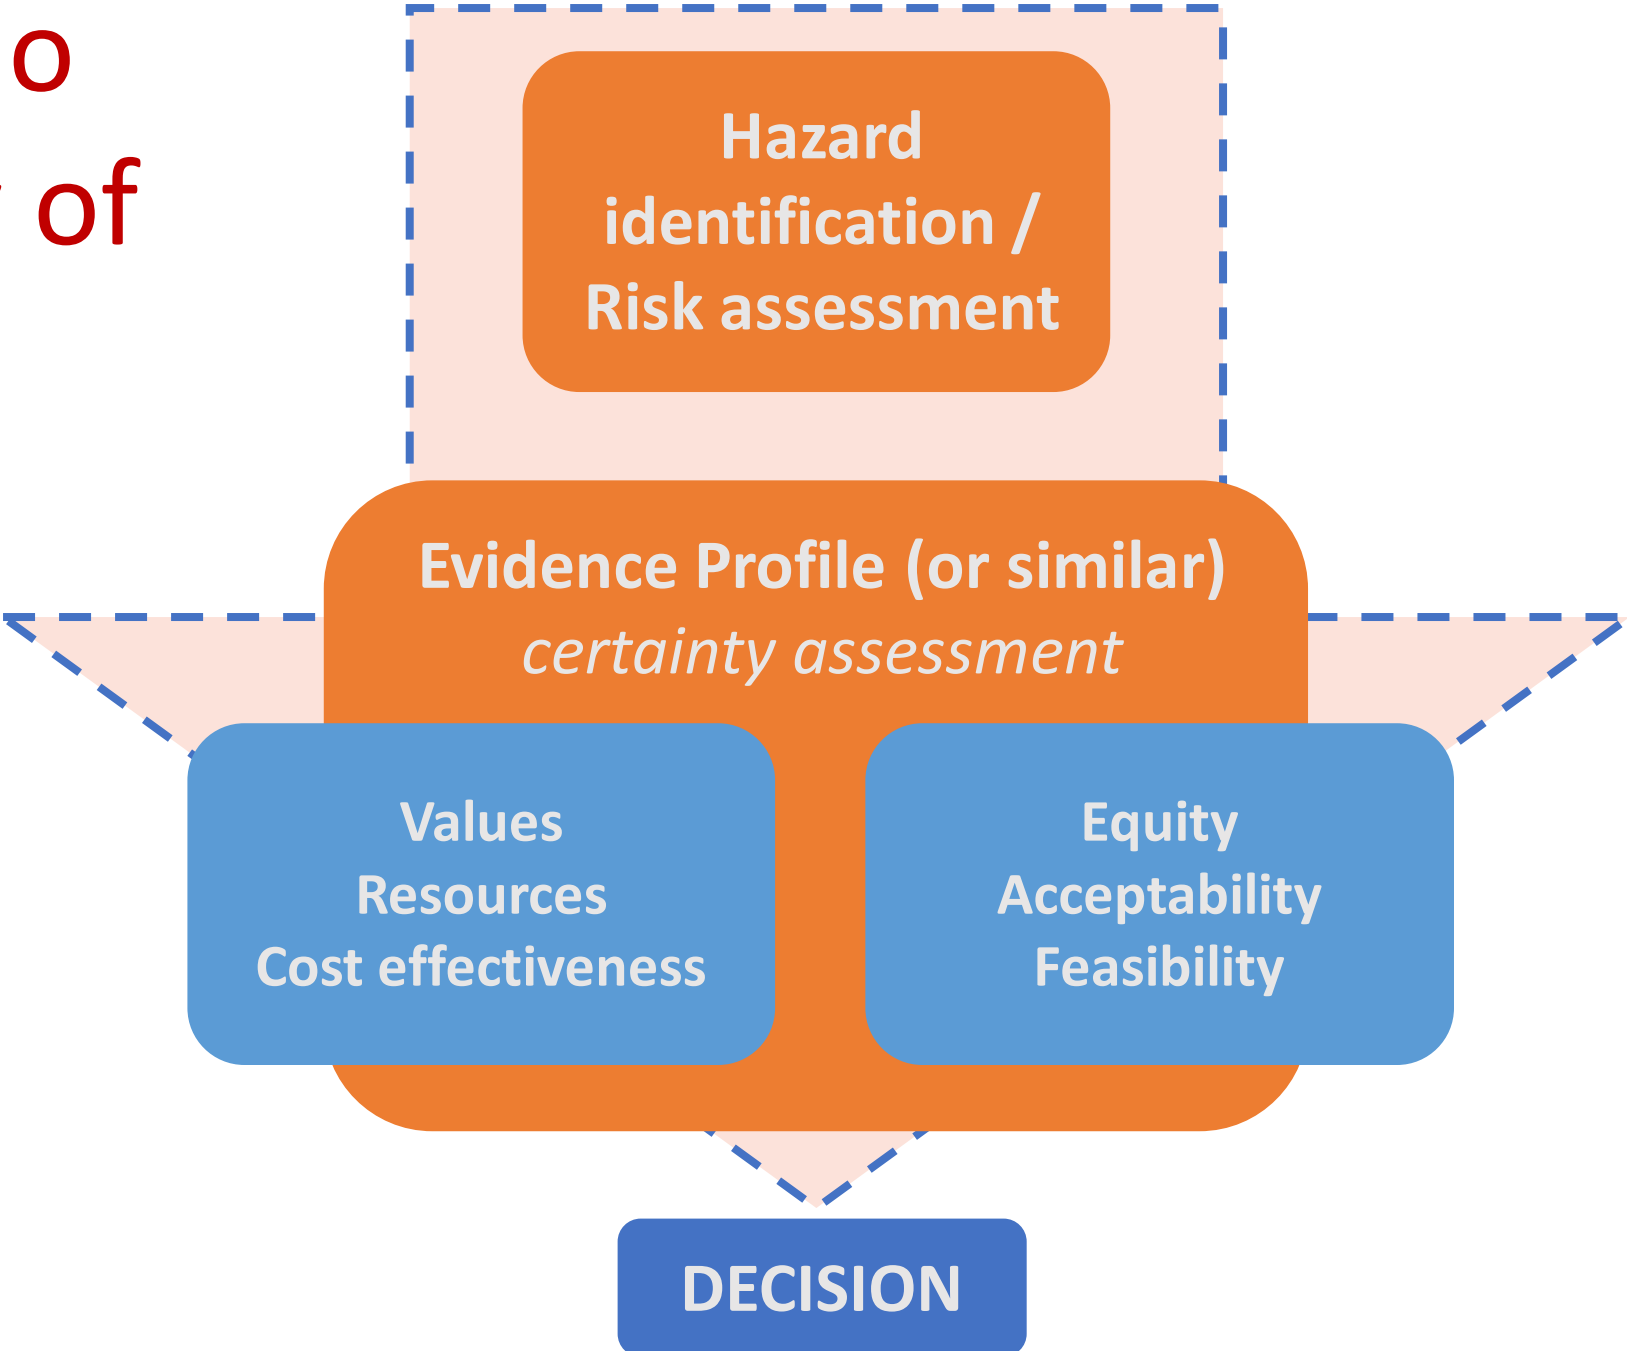 o
of
Hazard
identification /
Risk assessment
Evidence Profile (or similar)
certainty assessment
Values
Resources
Cost effectiveness
Equity
Acceptability
Feasibility
DECISION